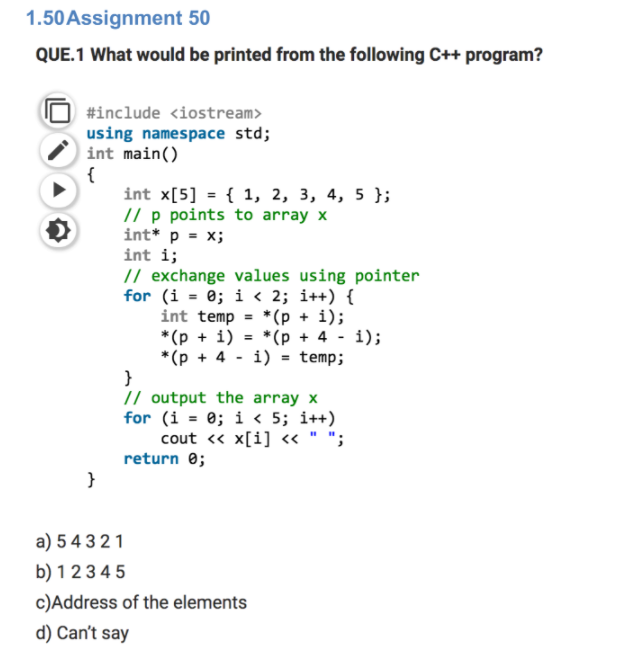 1.50Assignment 50
QUE.1 What would be printed from the following C++ program?
#include <iostream>
using namespace std;
int main()
{
    int x[5] = { 1, 2, 3, 4, 5 };
    // p points to array x
    int* p = x;
    int i;
    // exchange values using pointer
    for (i = 0; i < 2; i++) {
        int temp = *(p + i);
        *(p + i) = *(p + 4 - i);
        *(p + 4 - i) = temp;
    }
    // output the array x
    for (i = 0; i < 5; i++)
        cout << x[i] << " ";
    return 0;
}
a) 5 4 3 2 1
b) 1 2 3 4 5
c)Address of the elements
d) Can't say